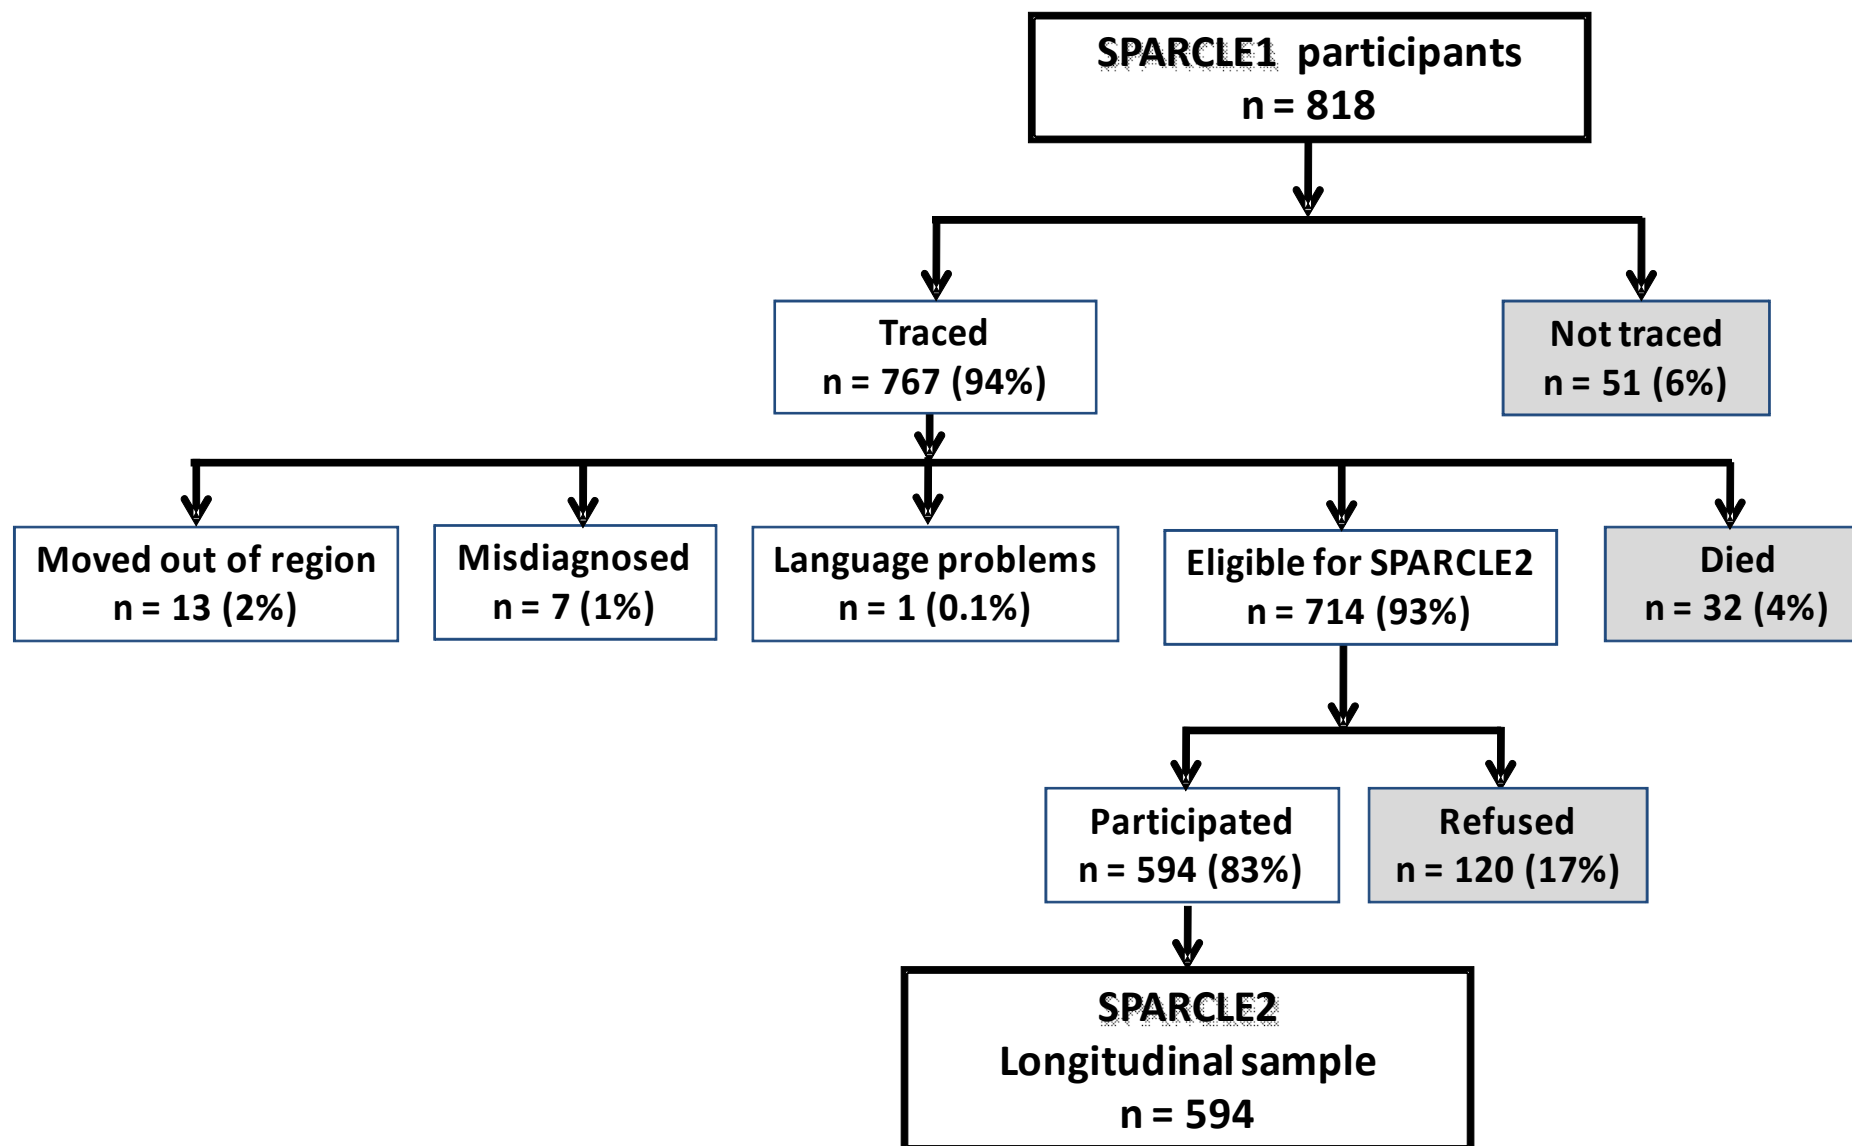 SPARCLE1 participants
n = 818
Traced
n = 767 (94%)
Not traced
n = 51 (6%)
Moved out of region
n = 13 (2%)
Misdiagnosed
n = 7 (1%)
Language problems
n = 1 (0.1%)
Eligible for SPARCLE2
n = 714 (93%)
Died
n = 32 (4%)
Participated
n = 594 (83%)
Refused
n = 120 (17%)
SPARCLE2
Longitudinal sample
n = 594